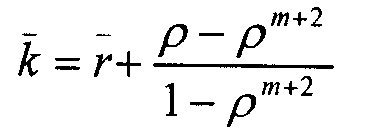 k̄ = r̄ + (ρ − ρ^{m+2}) / (1 − ρ^{m+2})